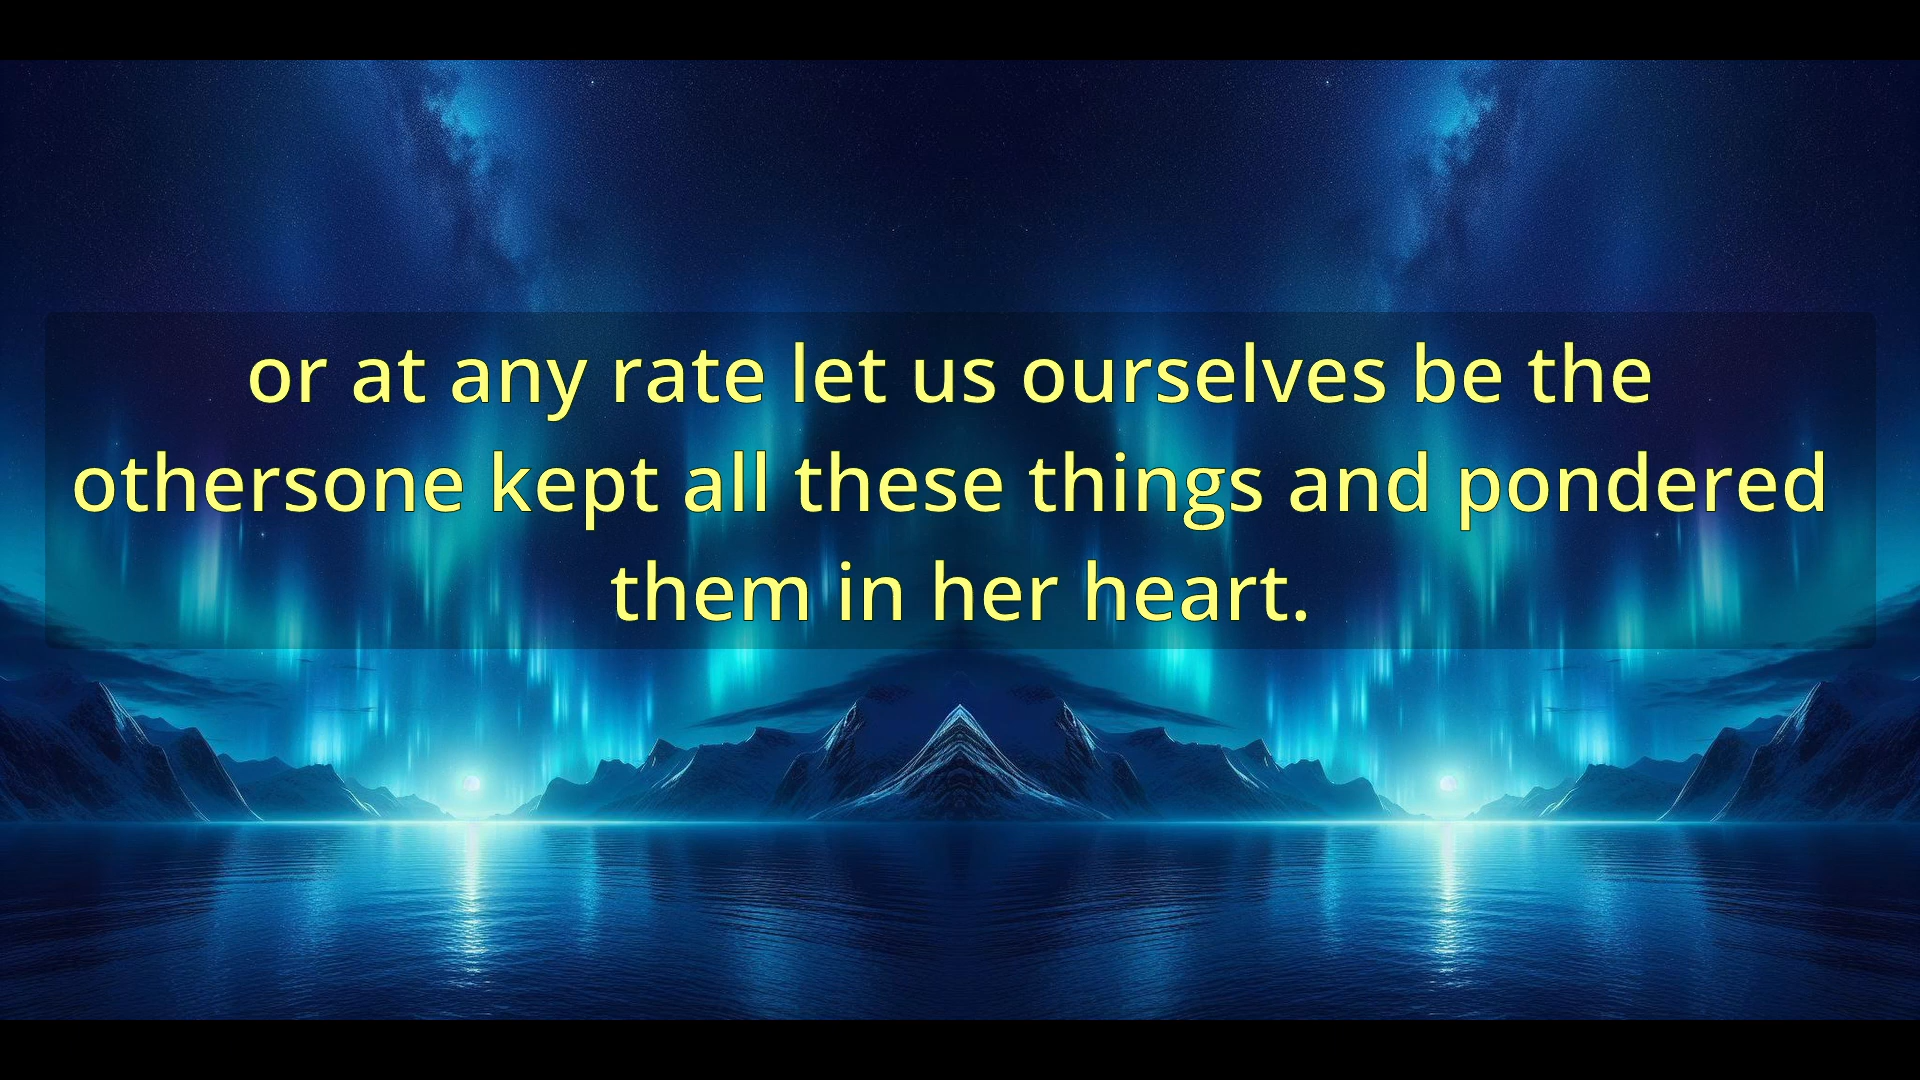 or at any rate let us ourselves be the
othersone kept all these things and pondered
them in her heart.